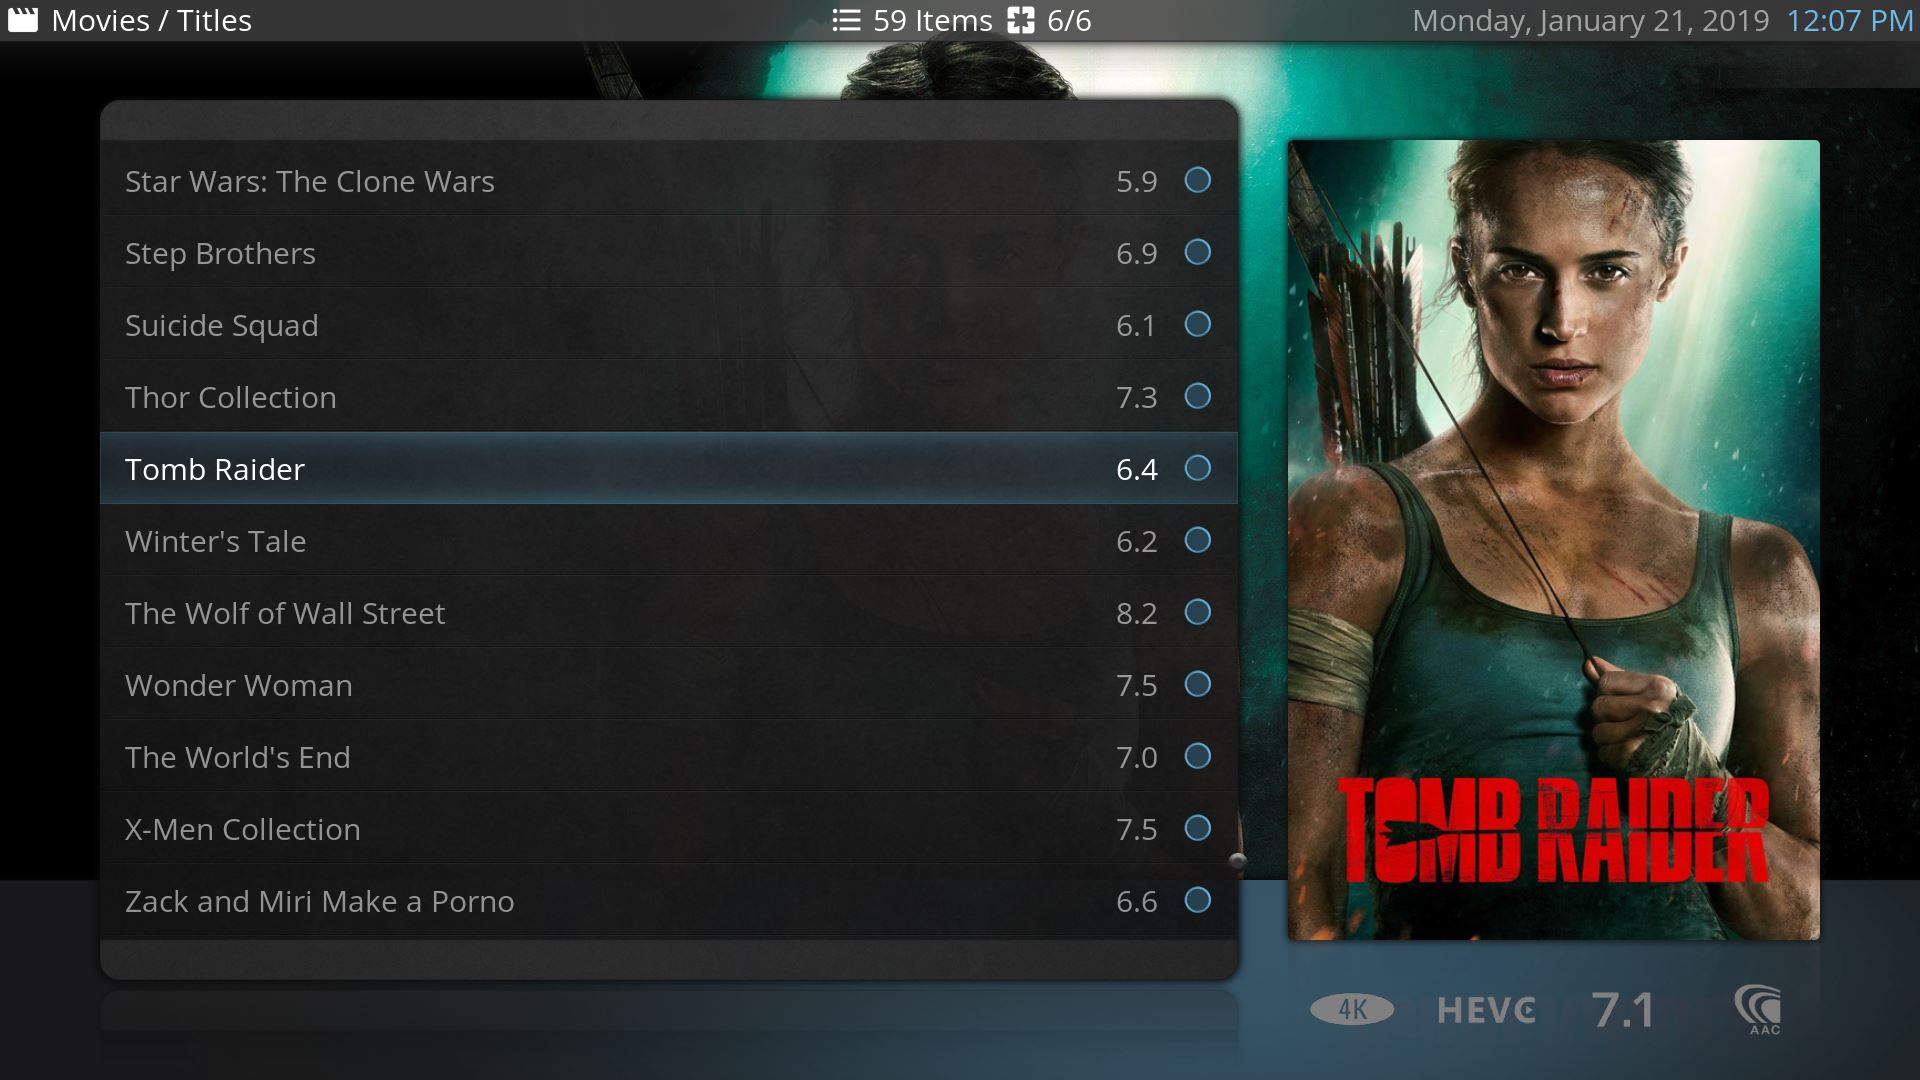 Movies / Titles
59 Items 6/6
Monday, January 21, 2019 12:07 PM
Star Wars: The Clone Wars 5.9
Step Brothers 6.9
Suicide Squad 6.1
Thor Collection 7.3
Tomb Raider 6.4
Winter's Tale 6.2
The Wolf of Wall Street 8.2
Wonder Woman 7.5
The World's End 7.0
X-Men Collection 7.5
Zack and Miri Make a Porno 6.6
TOMB RAIDER
4K HEVC 7.1 AAC